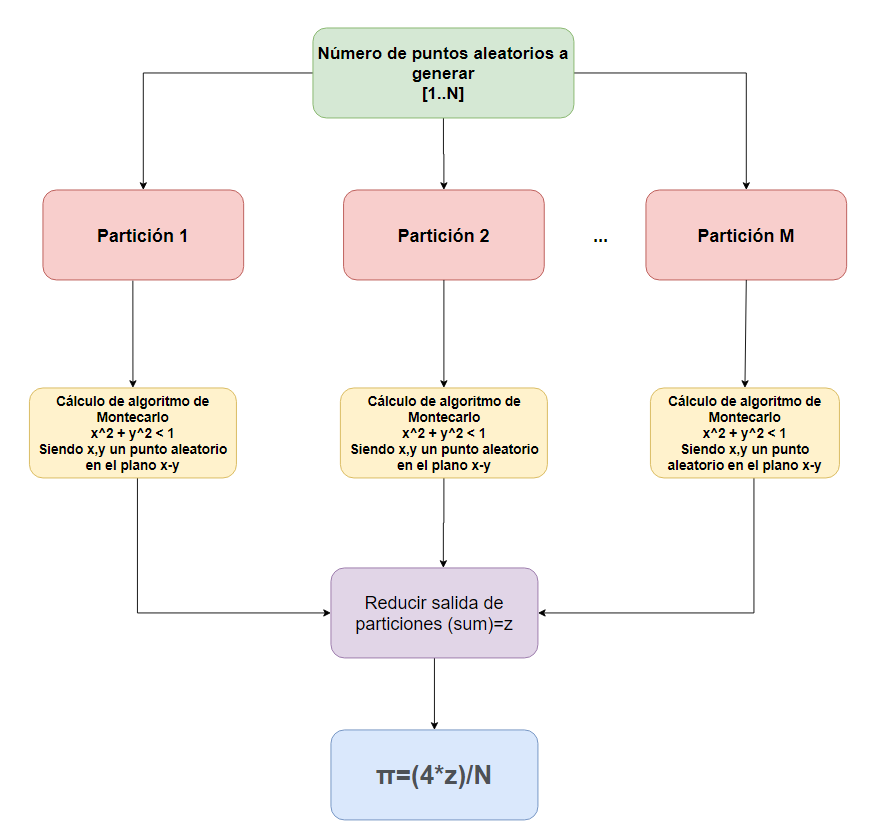 Número de puntos aleatorios a
generar
[1..N]
Partición 1
Partición 2
...
Partición M
Cálculo de algoritmo de
Montecarlo
x^2 + y^2 < 1
Siendo x,y un punto aleatorio
en el plano x-y
Cálculo de algoritmo de
Montecarlo
x^2 + y^2 < 1
Siendo x,y un punto aleatorio
en el plano x-y
Cálculo de algoritmo de
Montecarlo
x^2 + y^2 < 1
Siendo x,y un punto
aleatorio en el plano x-y
Reducir salida de
particiones (sum)=z
π=(4*z)/N